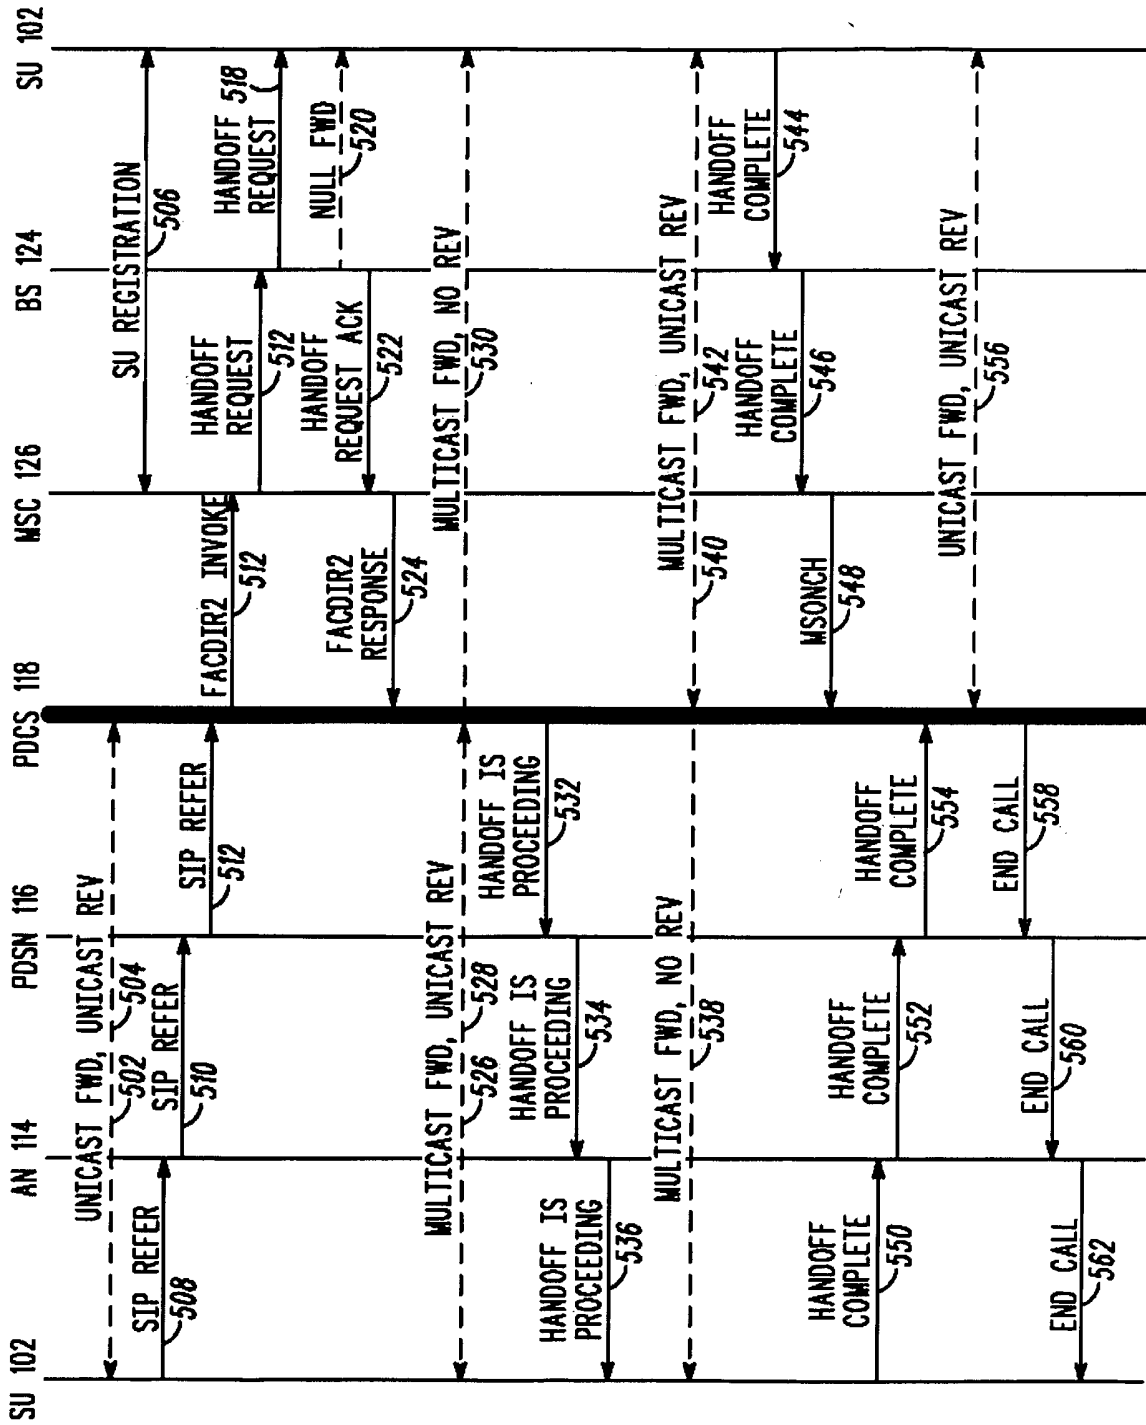 SU 102
AN 114
PDSN 116
PDCS 118
MSC 126
BS 124
SU 102
UNICAST FWD, UNICAST REV
502
504
SU REGISTRATION
506
SIP REFER
508
SIP REFER
510
SIP REFER
512
FACDIR2 INVOKE
512
HANDOFF
REQUEST
512
HANDOFF
REQUEST
518
NULL FWD
520
HANDOFF
REQUEST ACK
522
FACDIR2
RESPONSE
524
MULTICAST FWD, UNICAST REV
526
528
MULTICAST FWD, NO REV
530
HANDOFF IS
PROCEEDING
532
HANDOFF IS
PROCEEDING
534
HANDOFF IS
PROCEEDING
536
MULTICAST FWD, NO REV
538
MULTICAST FWD, UNICAST REV
540
542
HANDOFF
COMPLETE
544
HANDOFF
COMPLETE
546
MSONCH
548
HANDOFF
COMPLETE
550
HANDOFF
COMPLETE
552
HANDOFF
COMPLETE
554
UNICAST FWD, UNICAST REV
556
END CALL
558
END CALL
560
END CALL
562